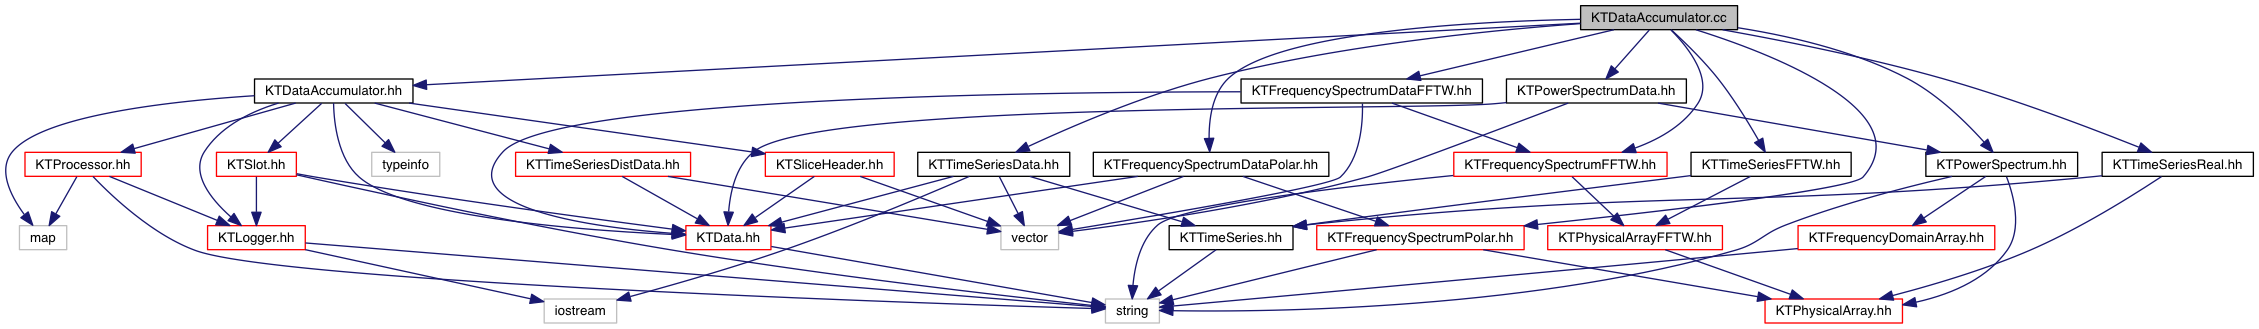 KTDataAccumulator.cc
KTDataAccumulator.hh
KTFrequencySpectrumDataFFTW.hh
KTPowerSpectrumData.hh
KTProcessor.hh
KTSlot.hh
typeinfo
KTTimeSeriesDistData.hh
KTSliceHeader.hh
KTTimeSeriesData.hh
KTFrequencySpectrumDataPolar.hh
KTFrequencySpectrumFFTW.hh
KTTimeSeriesFFTW.hh
KTPowerSpectrum.hh
KTTimeSeriesReal.hh
map
KTLogger.hh
KTData.hh
vector
KTTimeSeries.hh
KTFrequencySpectrumPolar.hh
KTPhysicalArrayFFTW.hh
KTFrequencyDomainArray.hh
iostream
string
KTPhysicalArray.hh